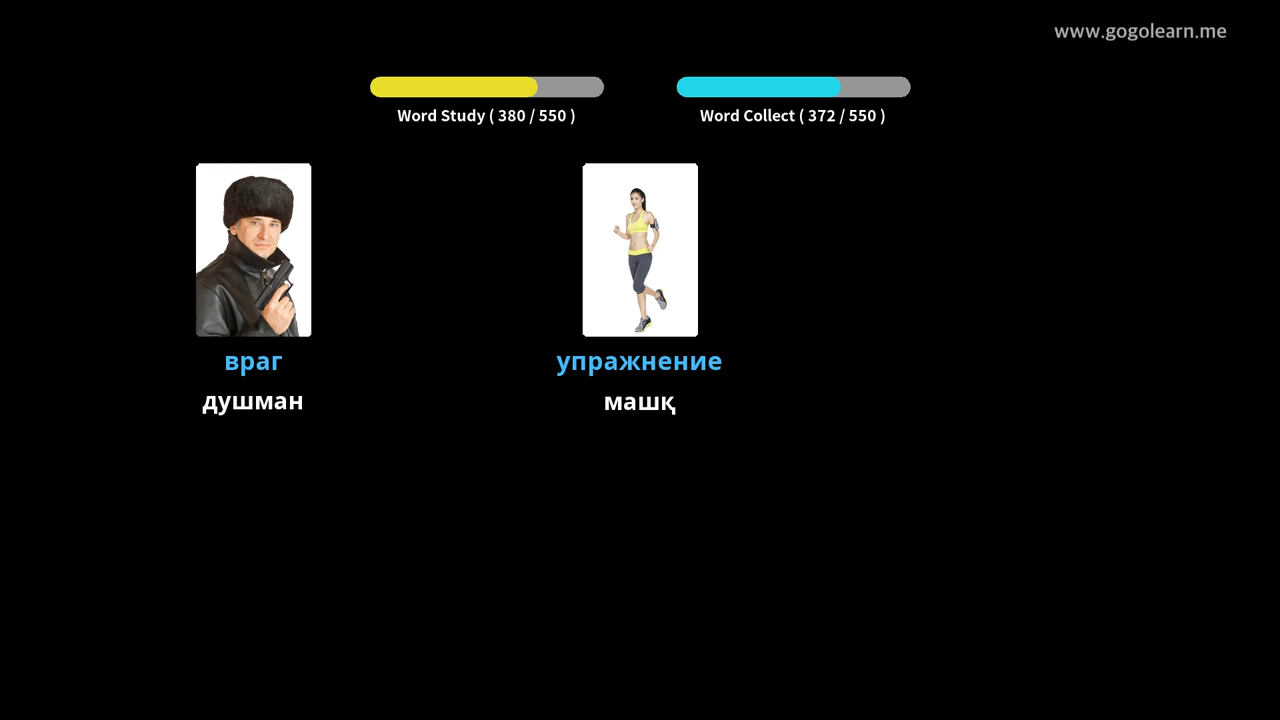 www.gogolearn.me
Word Study ( 380 / 550 )
Word Collect ( 372 / 550 )
враг
упражнение
душман
машқ